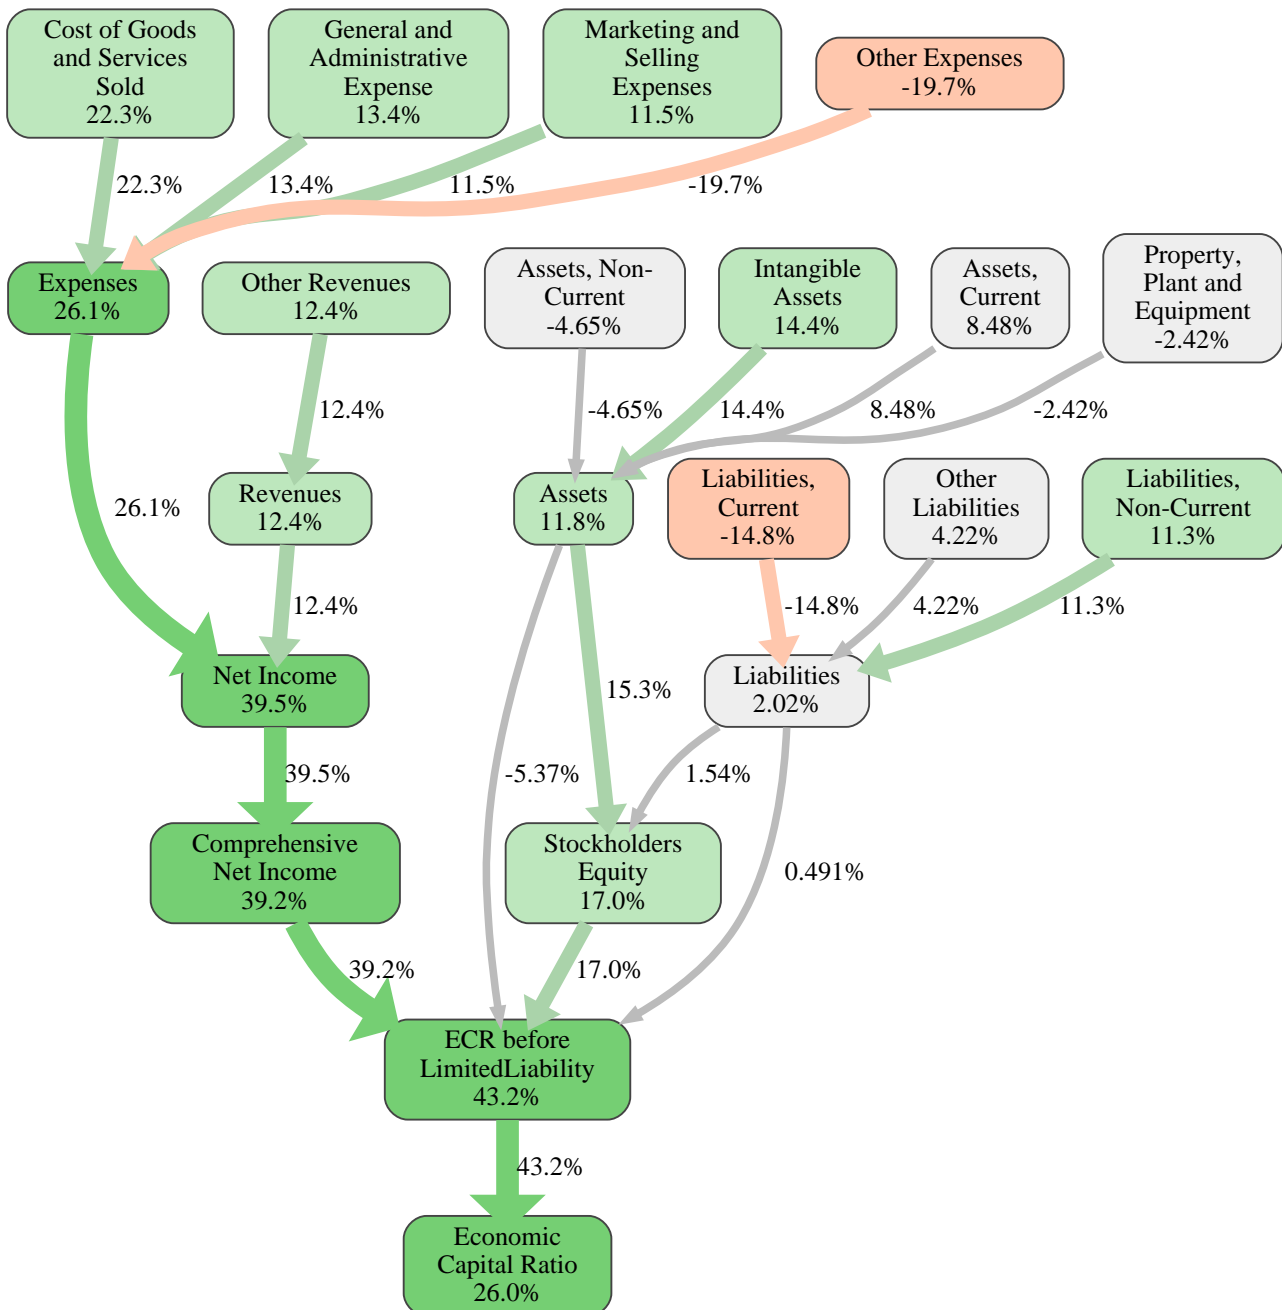 Cost of Goods
and Services
Sold
22.3%
General and
Administrative
Expense
13.4%
Marketing and
Selling
Expenses
11.5%
Other Expenses
-19.7%
22.3%
13.4%
11.5%
-19.7%
Expenses
26.1%
Other Revenues
12.4%
Assets, Non-
Current
-4.65%
Intangible
Assets
14.4%
Assets,
Current
8.48%
Property,
Plant and
Equipment
-2.42%
12.4%
-4.65%
14.4%
8.48%
-2.42%
26.1%
Revenues
12.4%
Assets
11.8%
Liabilities,
Current
-14.8%
Other
Liabilities
4.22%
Liabilities,
Non-Current
11.3%
12.4%
-14.8%
4.22%
11.3%
Net Income
39.5%
15.3%
Liabilities
2.02%
39.5%
-5.37%
1.54%
Comprehensive
Net Income
39.2%
Stockholders
Equity
17.0%
0.491%
39.2%
17.0%
ECR before
LimitedLiability
43.2%
43.2%
Economic
Capital Ratio
26.0%